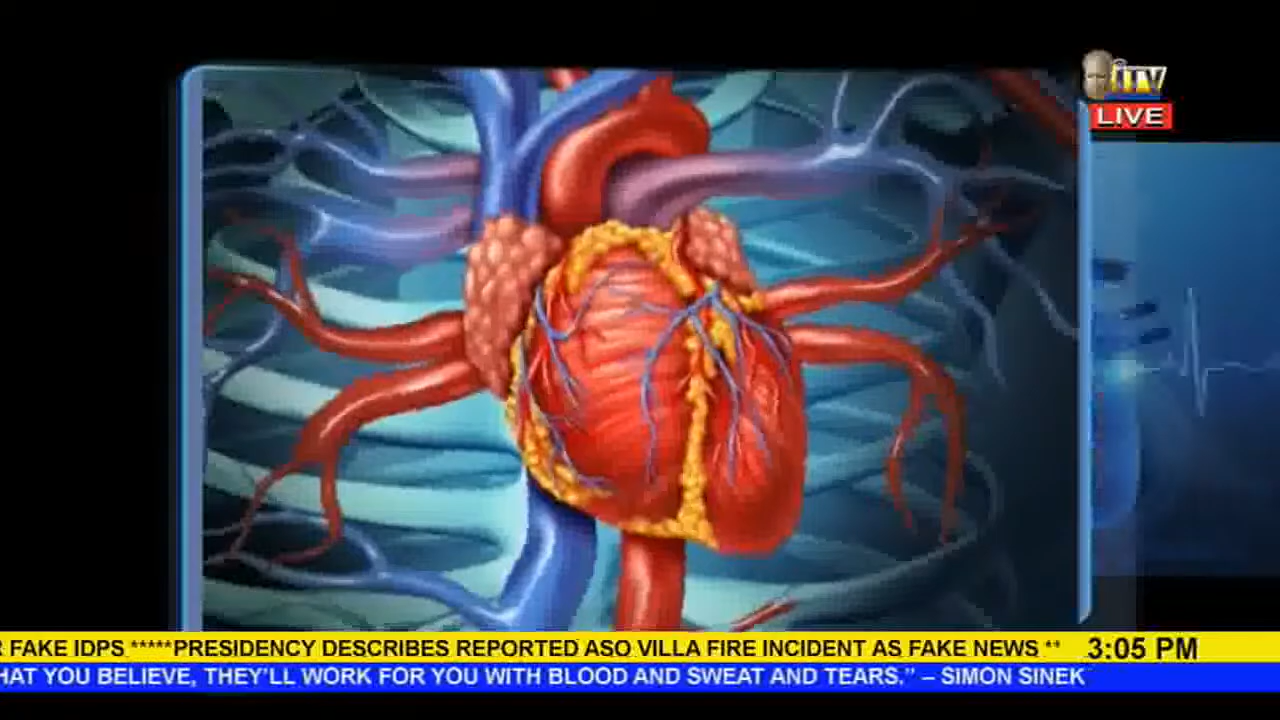 iTV
LIVE
R FAKE IDPS *****PRESIDENCY DESCRIBES REPORTED ASO VILLA FIRE INCIDENT AS FAKE NEWS **
3:05 PM
HAT YOU BELIEVE, THEY'LL WORK FOR YOU WITH BLOOD AND SWEAT AND TEARS.” – SIMON SINEK